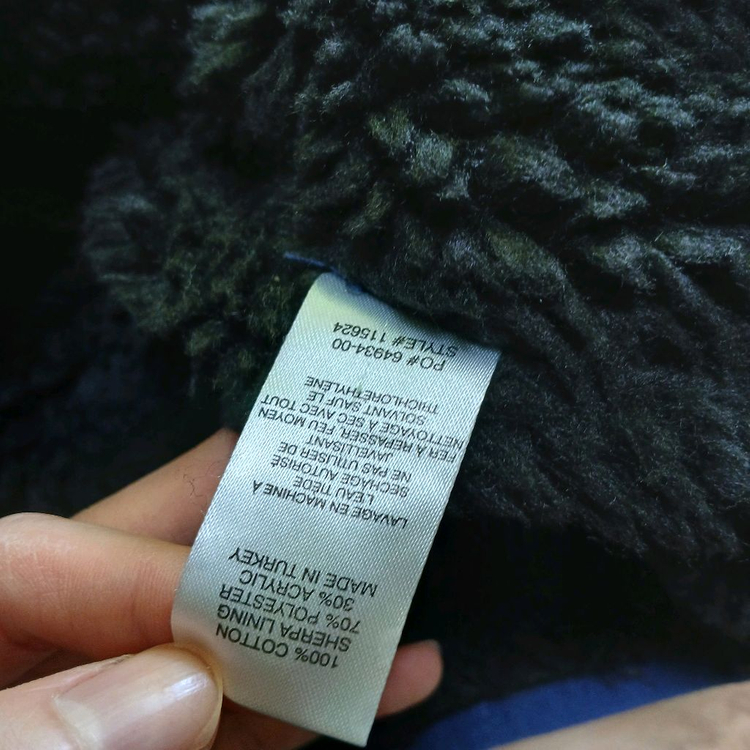 100% COTTON
SHERPA LINING
70% POLYESTER
30% ACRYLIC
MADE IN TURKEY
LAVAGE EN MACHINE À
L'EAU TIEDE
SECHAGE AUTORISÉ
NE PAS UTILISER DE
JAVELLISANT
FER À REPASSER, FEU MOYEN
NETTOYAGE À SEC AVEC TOUT
SOLVANT SAUF LE
TRICHLORÉTHYLÈNE
PO# 64934-00
STYLE# 115624